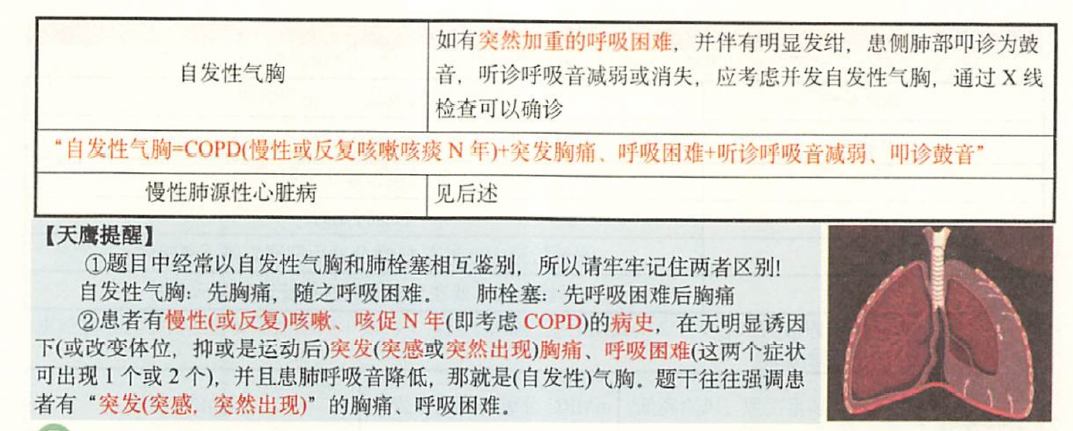 自发性气胸
如有突然加重的呼吸困难，并伴有明显发绀，患侧肺部叩诊为鼓
音，听诊呼吸音减弱或消失，应考虑并发自发性气胸，通过 X 线
检查可以确诊
“自发性气胸=COPD(慢性或反复咳嗽咳痰 N 年)+突发胸痛、呼吸困难+听诊呼吸音减弱、叩诊鼓音”
慢性肺源性心脏病
见后述
【天鹰提醒】
①题目中经常以自发性气胸和肺栓塞相互鉴别，所以请牢牢记住两者区别!
自发性气胸：先胸痛，随之呼吸困难。 肺栓塞：先呼吸困难后胸痛
②患者有慢性(或反复)咳嗽、咳促 N 年(即考虑 COPD)的病史，在无明显诱因
下(或改变体位，抑或是运动后)突发(突感或突然出现)胸痛、呼吸困难(这两个症状
可出现 1 个或 2 个)，并且患肺呼吸音降低，那就是(自发性)气胸。题干往往强调患
者有“突发(突感，突然出现)”的胸痛、呼吸困难。